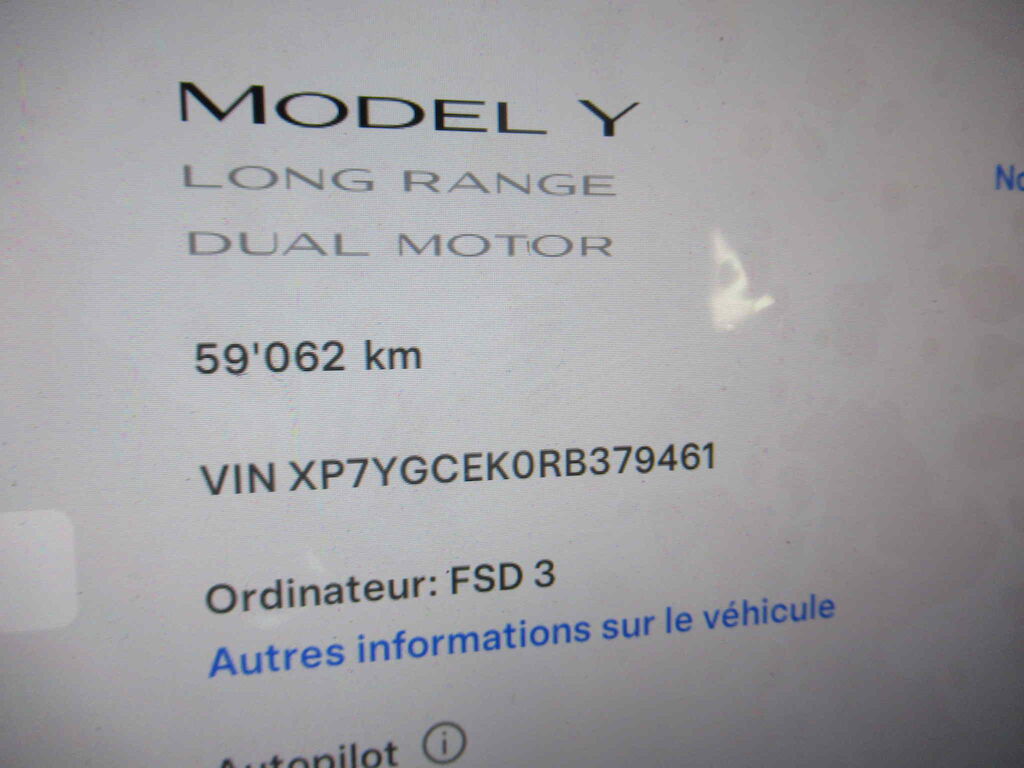 MODEL Y
LONG RANGE
DUAL MOTOR
59'062 km
VIN XP7YGCEK0RB379461
Ordinateur: FSD 3
Autres informations sur le véhicule
Autopilot